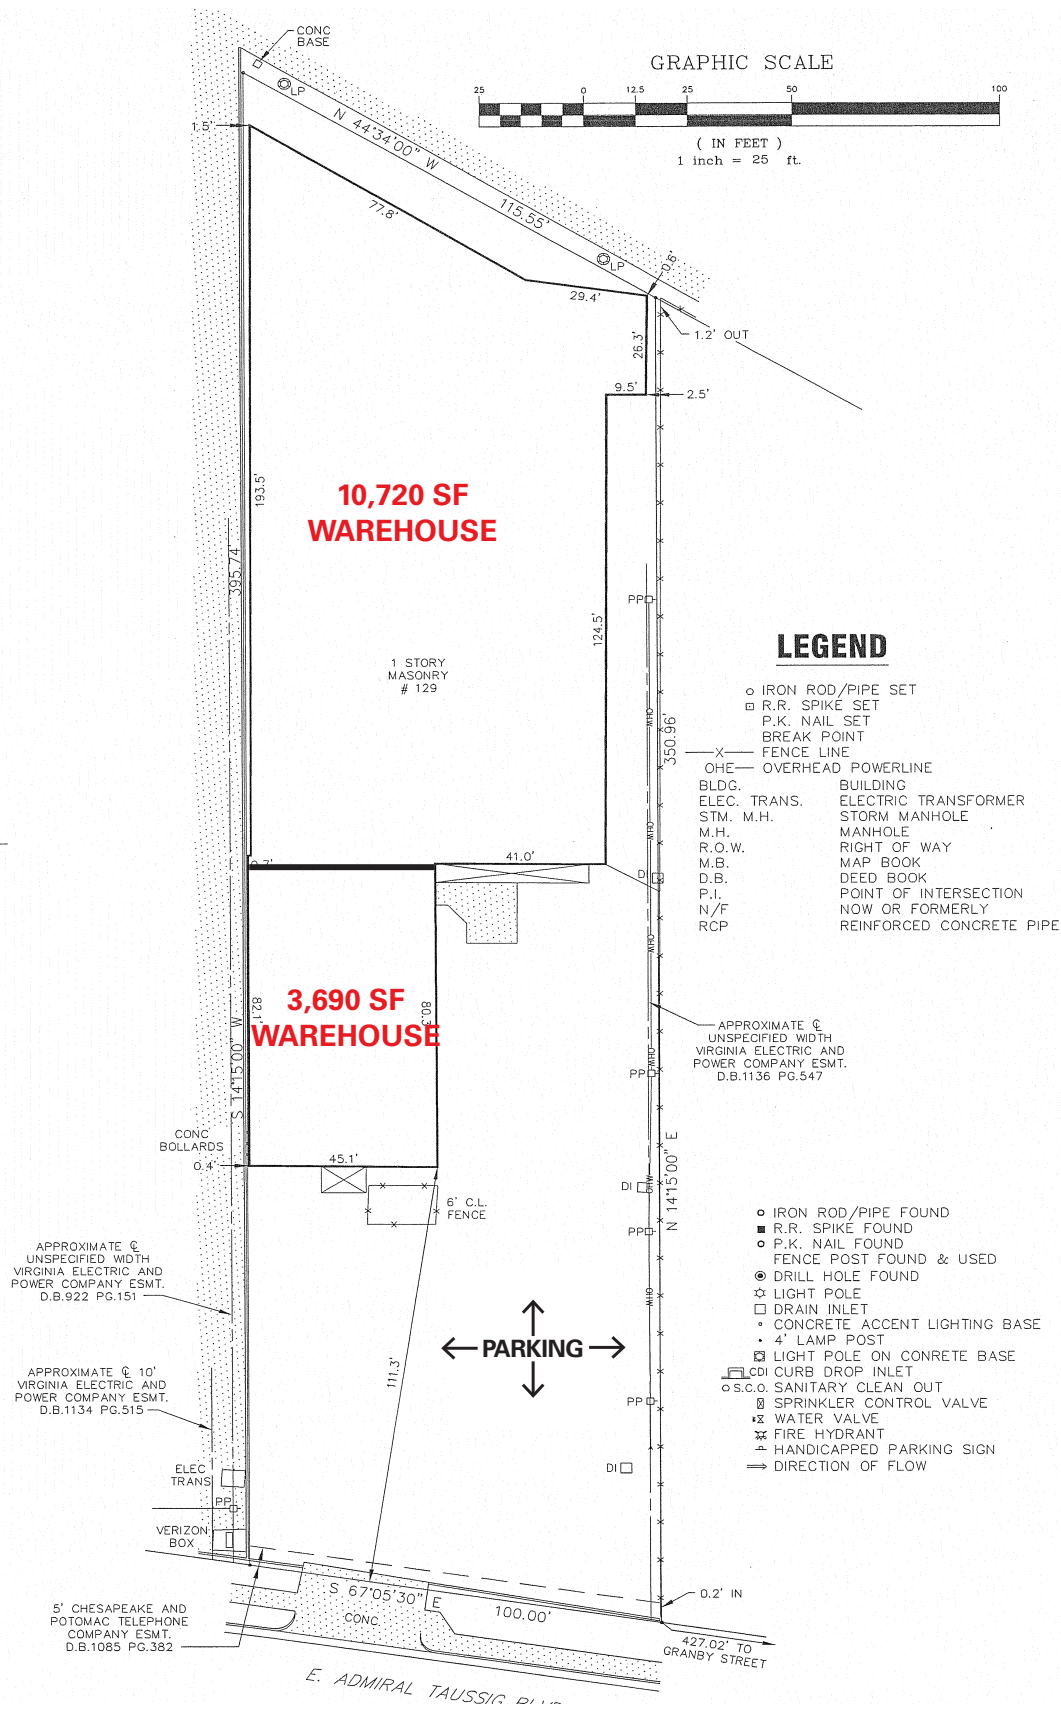 CONC
BASE
LP
N 44°34'00" W
115.55'
LP
0.6'
GRAPHIC SCALE
25 0 12.5 25 50 100
( IN FEET )
1 inch = 25 ft.
1.5'
77.8'
29.4'
26.3'
1.2' OUT
9.5'
2.5'
193.5'
395.74'
10,720 SF
WAREHOUSE
124.5'
1 STORY
MASONRY
# 129
PP
OHW
350.96'
OHW
LEGEND
IRON ROD/PIPE SET
R.R. SPIKE SET
P.K. NAIL SET
BREAK POINT
X FENCE LINE
OHE OVERHEAD POWERLINE
BLDG. BUILDING
ELEC. TRANS. ELECTRIC TRANSFORMER
STM. M.H. STORM MANHOLE
M.H. MANHOLE
R.O.W. RIGHT OF WAY
M.B. MAP BOOK
D.B. DEED BOOK
P.I. POINT OF INTERSECTION
N/F NOW OR FORMERLY
RCP REINFORCED CONCRETE PIPE
0.7'
41.0'
DI
OHW
82.1'
3,690 SF
WAREHOUSE
80.3'
S 14°15'00" W
APPROXIMATE ℄
UNSPECIFIED WIDTH
VIRGINIA ELECTRIC AND
POWER COMPANY ESMT.
D.B.1136 PG.547
OHW
PP
CONC
BOLLARDS
0.4'
45.1'
N 14°15'00" E
DI
OHW
6' C.L.
FENCE
PP
OHW
APPROXIMATE ℄
UNSPECIFIED WIDTH
VIRGINIA ELECTRIC AND
POWER COMPANY ESMT.
D.B.922 PG.151
APPROXIMATE ℄ 10'
VIRGINIA ELECTRIC AND
POWER COMPANY ESMT.
D.B.1134 PG.515
111.3'
PARKING
PP
DI
IRON ROD/PIPE FOUND
R.R. SPIKE FOUND
P.K. NAIL FOUND
FENCE POST FOUND & USED
DRILL HOLE FOUND
LIGHT POLE
DRAIN INLET
CONCRETE ACCENT LIGHTING BASE
4' LAMP POST
LIGHT POLE ON CONRETE BASE
CDI CURB DROP INLET
S.C.O. SANITARY CLEAN OUT
SPRINKLER CONTROL VALVE
WATER VALVE
FIRE HYDRANT
HANDICAPPED PARKING SIGN
DIRECTION OF FLOW
ELEC
TRANS
PP
VERIZON
BOX
5' CHESAPEAKE AND
POTOMAC TELEPHONE
COMPANY ESMT.
D.B.1085 PG.382
S 67°05'30" E
CONC
100.00'
0.2' IN
427.02' TO
GRANBY STREET
E. ADMIRAL TAUSSIG